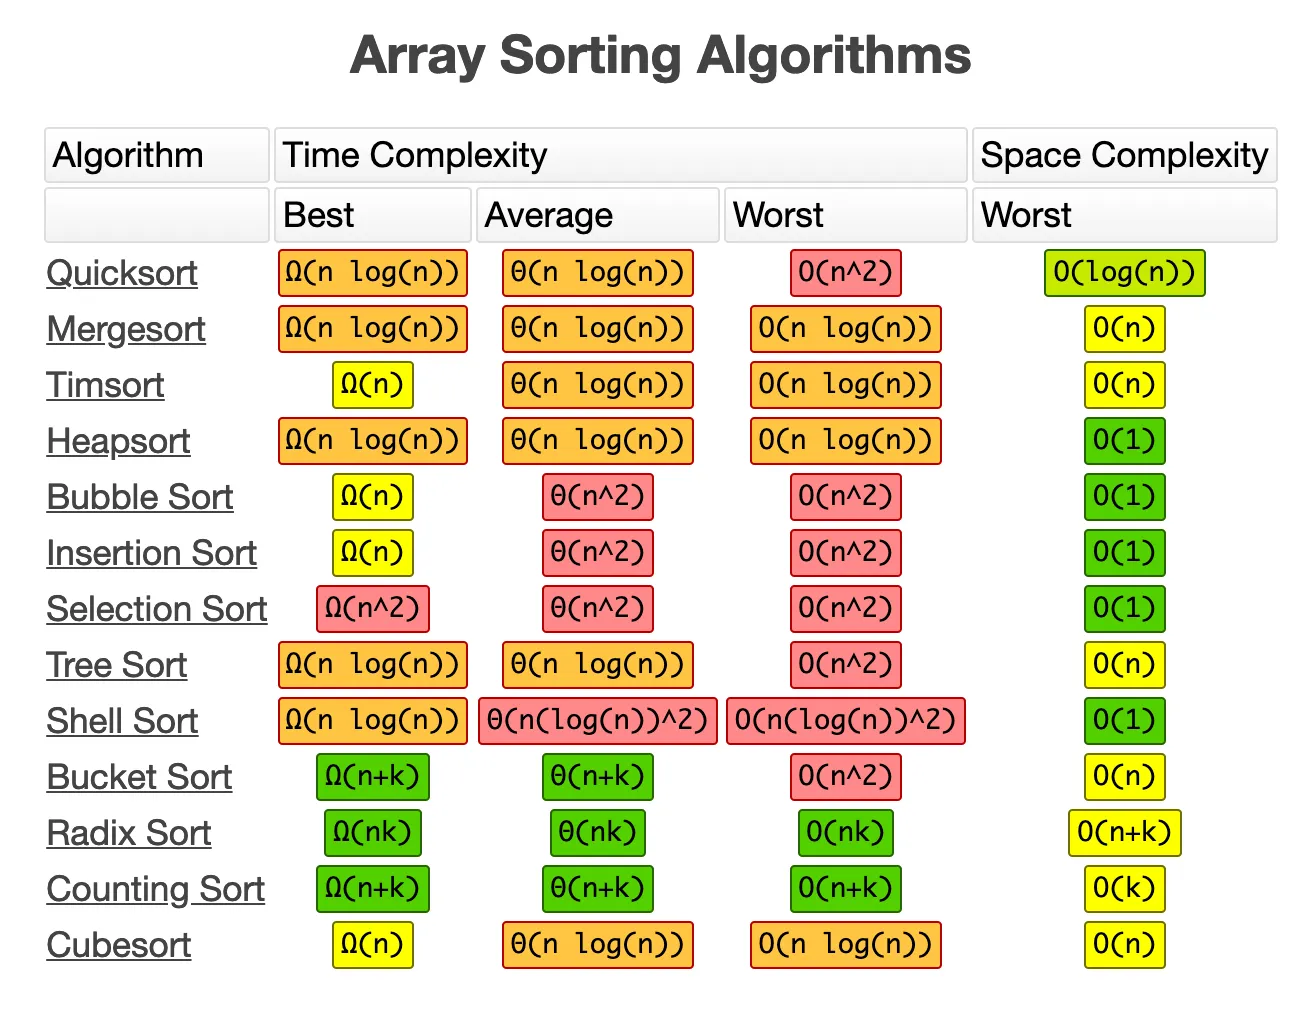 Array Sorting Algorithms
Algorithm Time Complexity Space Complexity
Best Average Worst Worst
Quicksort Ω(n log(n)) Θ(n log(n)) O(n^2) O(log(n))
Mergesort Ω(n log(n)) Θ(n log(n)) O(n log(n)) O(n)
Timsort Ω(n) Θ(n log(n)) O(n log(n)) O(n)
Heapsort Ω(n log(n)) Θ(n log(n)) O(n log(n)) O(1)
Bubble Sort Ω(n) Θ(n^2) O(n^2) O(1)
Insertion Sort Ω(n) Θ(n^2) O(n^2) O(1)
Selection Sort Ω(n^2) Θ(n^2) O(n^2) O(1)
Tree Sort Ω(n log(n)) Θ(n log(n)) O(n^2) O(n)
Shell Sort Ω(n log(n)) Θ(n(log(n))^2) O(n(log(n))^2) O(1)
Bucket Sort Ω(n+k) Θ(n+k) O(n^2) O(n)
Radix Sort Ω(nk) Θ(nk) O(nk) O(n+k)
Counting Sort Ω(n+k) Θ(n+k) O(n+k) O(k)
Cubesort Ω(n) Θ(n log(n)) O(n log(n)) O(n)